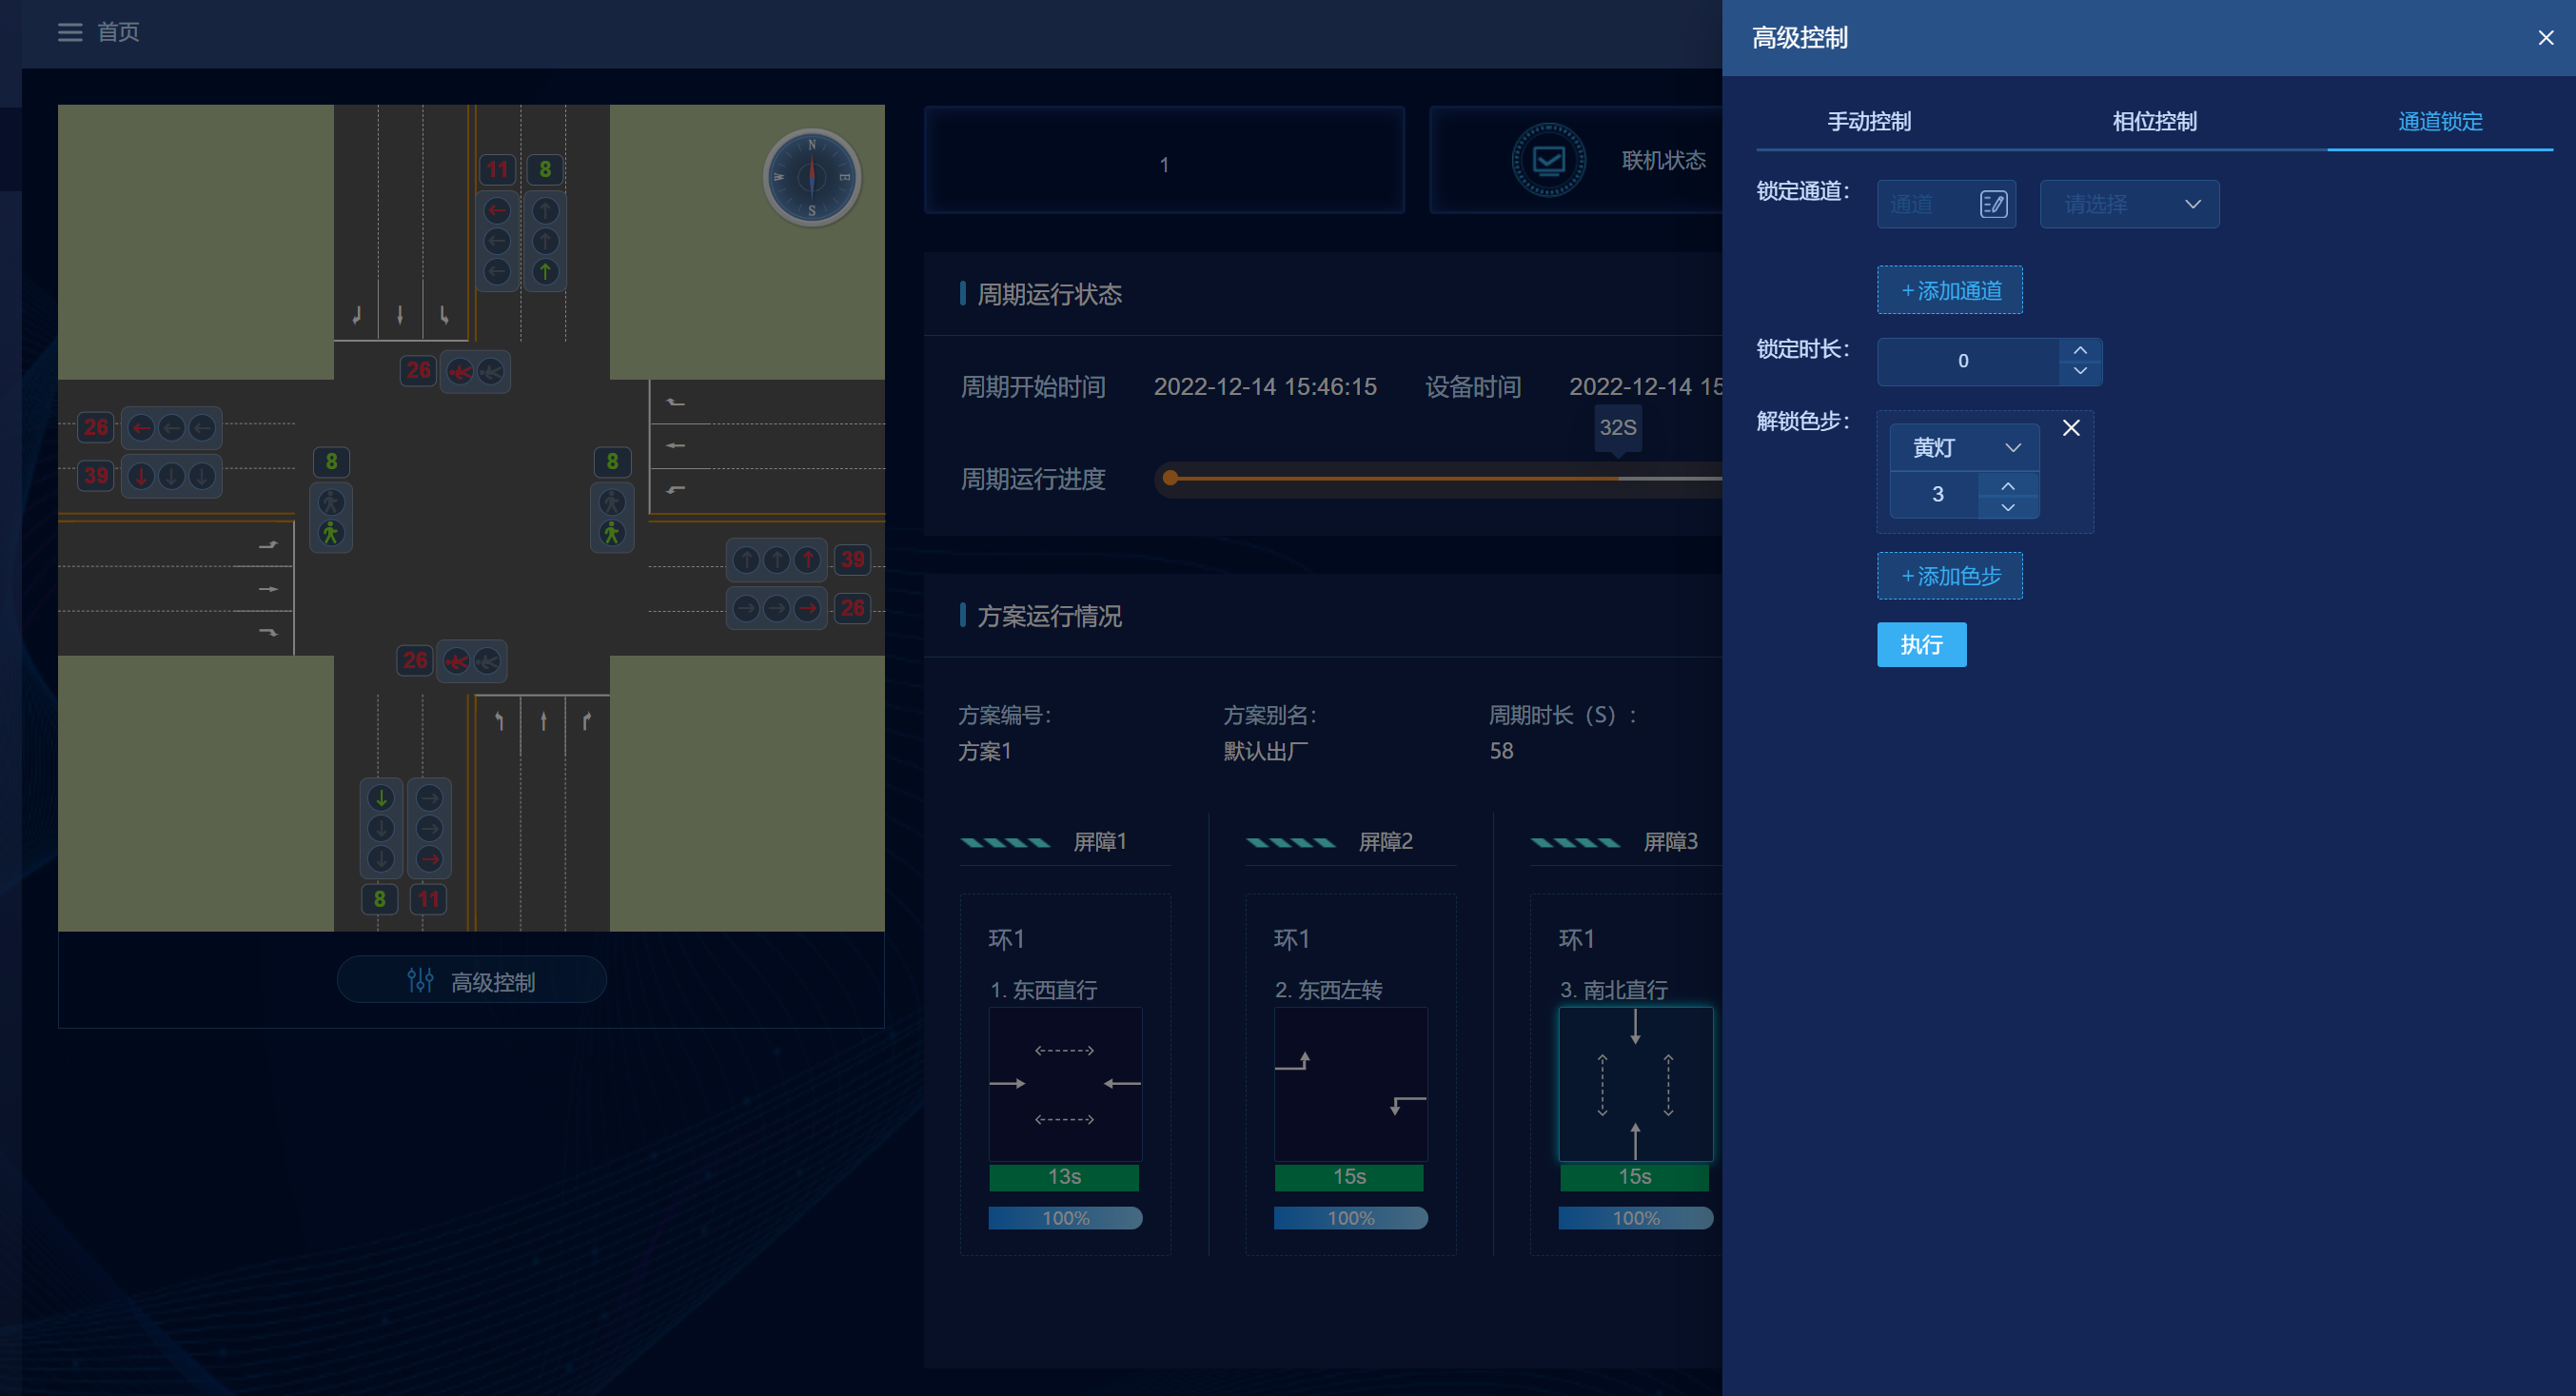 首页
高级控制
手动控制
相位控制
通道锁定
锁定通道：
通道
请选择
+添加通道
锁定时长：
0
解锁色步：
黄灯
3
+添加色步
执行
N
E
S
W
11
8
26
26
39
8
8
39
26
26
8
11
高级控制
1
联机状态
周期运行状态
周期开始时间 2022-12-14 15:46:15 设备时间 2022-12-14 15
32S
周期运行进度
方案运行情况
方案编号： 方案别名： 周期时长（S）：
方案1 默认出厂 58
屏障1 屏障2 屏障3
环1 环1 环1
1. 东西直行 2. 东西左转 3. 南北直行
13s 15s 15s
100% 100% 100%